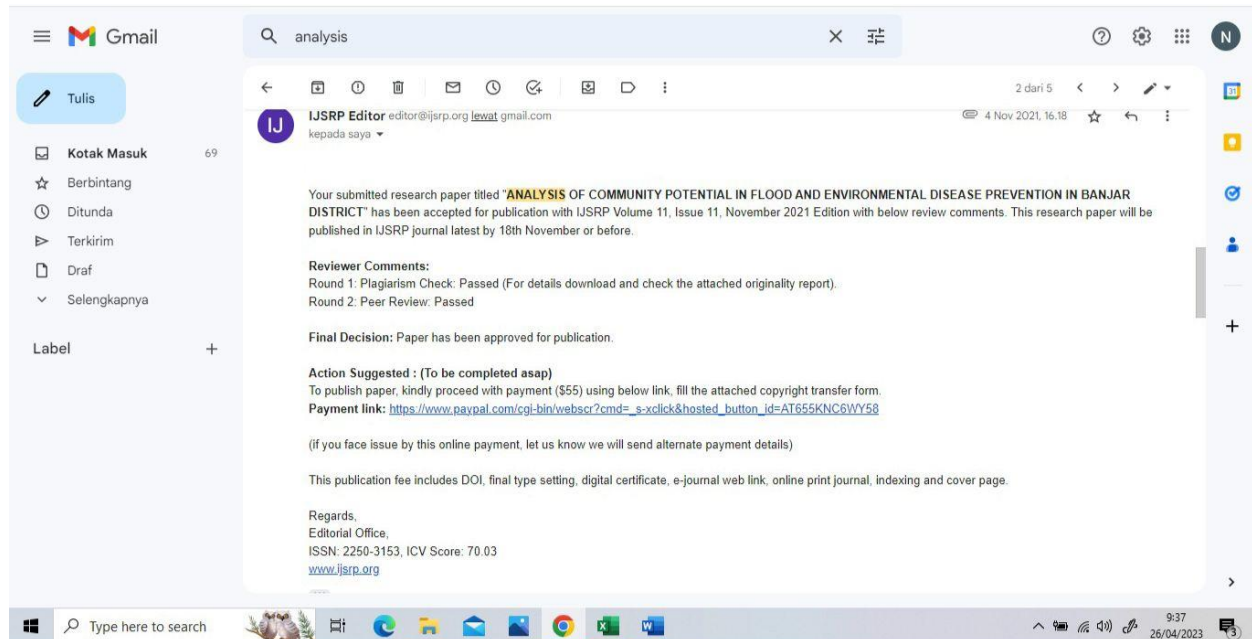 Gmail
analysis
N
Tulis
2 dari 5
31
IJ
IJSRP Editor editor@ijsrp.org lewat gmail.com
4 Nov 2021, 16.18
kepada saya
Kotak Masuk 69
Berbintang
Ditunda
Terkirim
Draf
Selengkapnya
Label
Your submitted research paper titled "ANALYSIS OF COMMUNITY POTENTIAL IN FLOOD AND ENVIRONMENTAL DISEASE PREVENTION IN BANJAR
DISTRICT" has been accepted for publication with IJSRP Volume 11, Issue 11, November 2021 Edition with below review comments. This research paper will be
published in IJSRP journal latest by 18th November or before.
Reviewer Comments:
Round 1: Plagiarism Check: Passed (For details download and check the attached originality report).
Round 2: Peer Review: Passed
Final Decision: Paper has been approved for publication.
Action Suggested : (To be completed asap)
To publish paper, kindly proceed with payment ($55) using below link, fill the attached copyright transfer form.
Payment link: https://www.paypal.com/cgi-bin/webscr?cmd=_s-xclick&hosted_button_id=AT655KNC6WY58
(if you face issue by this online payment, let us know we will send alternate payment details)
This publication fee includes DOI, final type setting, digital certificate, e-journal web link, online print journal, indexing and cover page.
Regards,
Editorial Office,
ISSN: 2250-3153, ICV Score: 70.03
www.ijsrp.org
Type here to search
9:37
26/04/2023
3